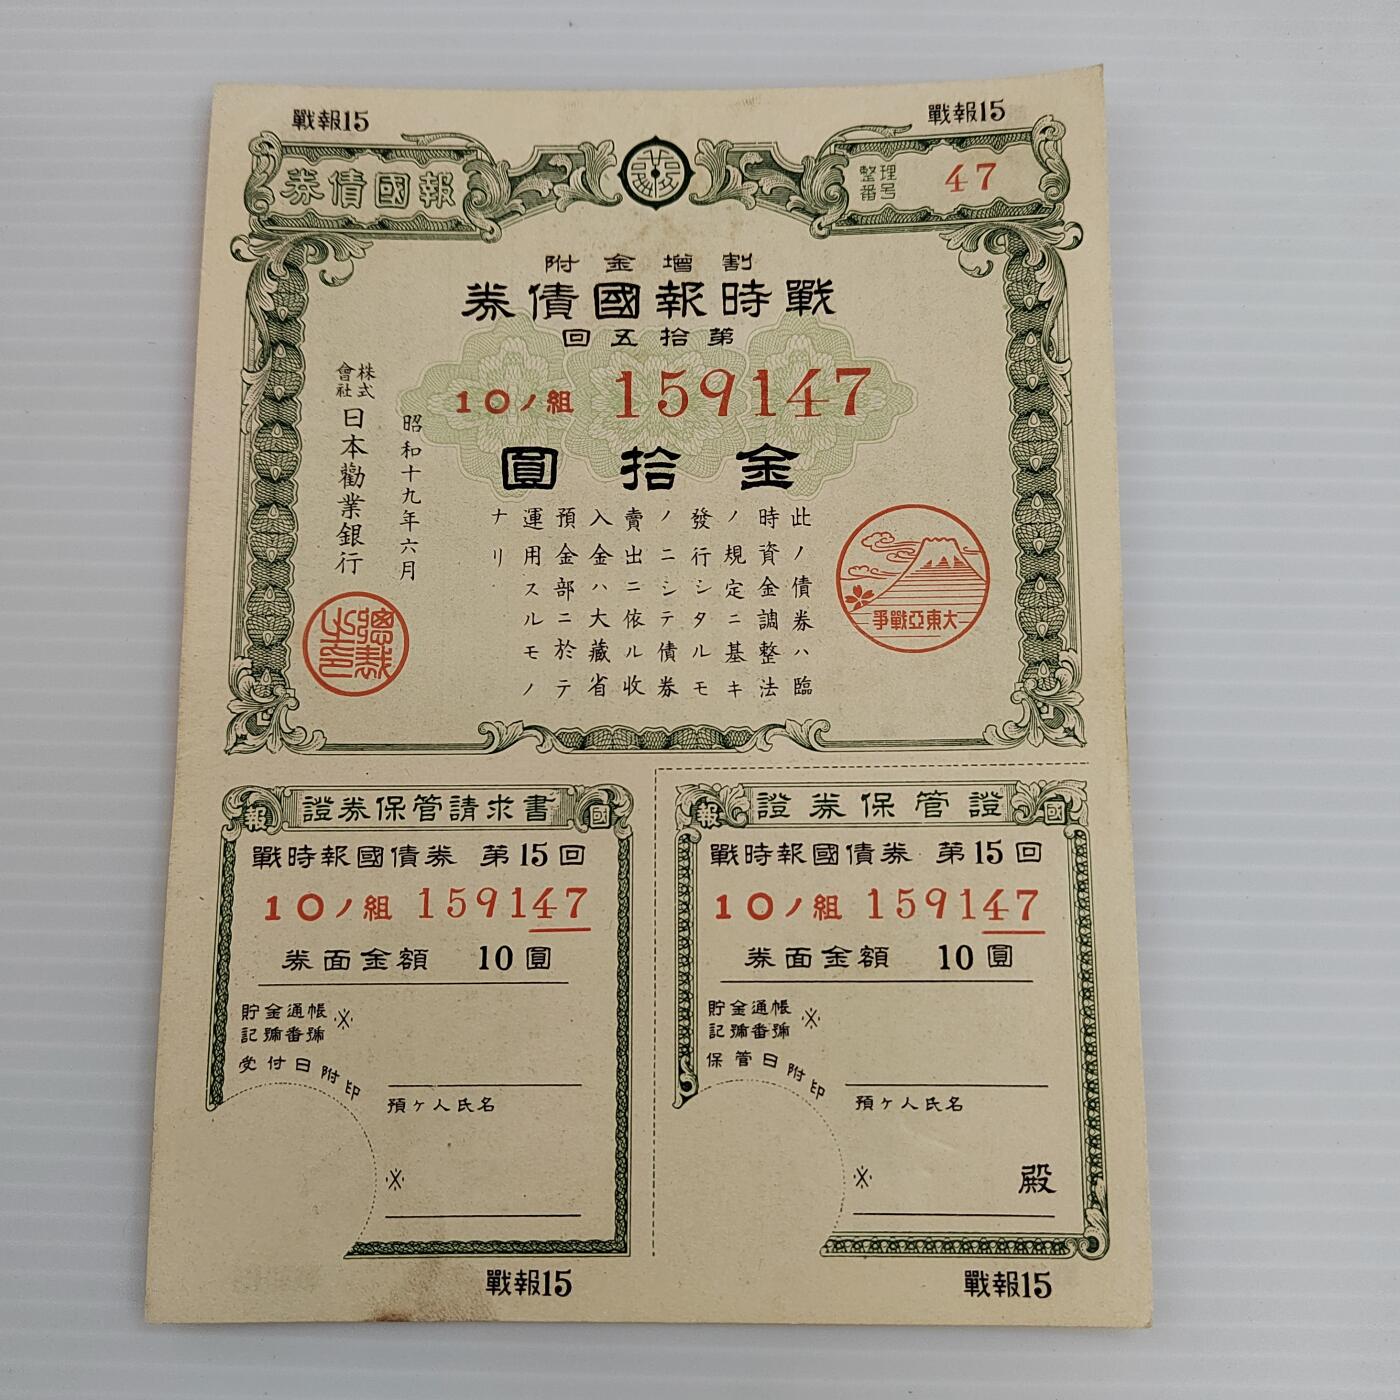 戰報15
戰報15
報國債券
整理番号 47
割增金附
戰時報國債券
第拾五回
10ノ組 159147
金拾圓
此ノ債券ハ臨
時資金調整法
ノ規定ニ基キ
發行シタルモ
ノニシテ債券
賣出ニ依ル收
入金ハ大藏省
預金部ニ於テ
運用スルモノ
ナリ
昭和十九年六月
株式會社日本勸業銀行
總裁之印
大東亞戰爭
報國
證券保管請求書
戰時報國債券 第15回
10ノ組 159147
券面金額 10圓
貯金通帳
記號番號 ※
受付日附印
預ケ人氏名
※
戰報15
報國
證券保管證
戰時報國債券 第15回
10ノ組 159147
券面金額 10圓
貯金通帳
記號番號 ※
保管日附印
預ケ人氏名
※ 殿
戰報15